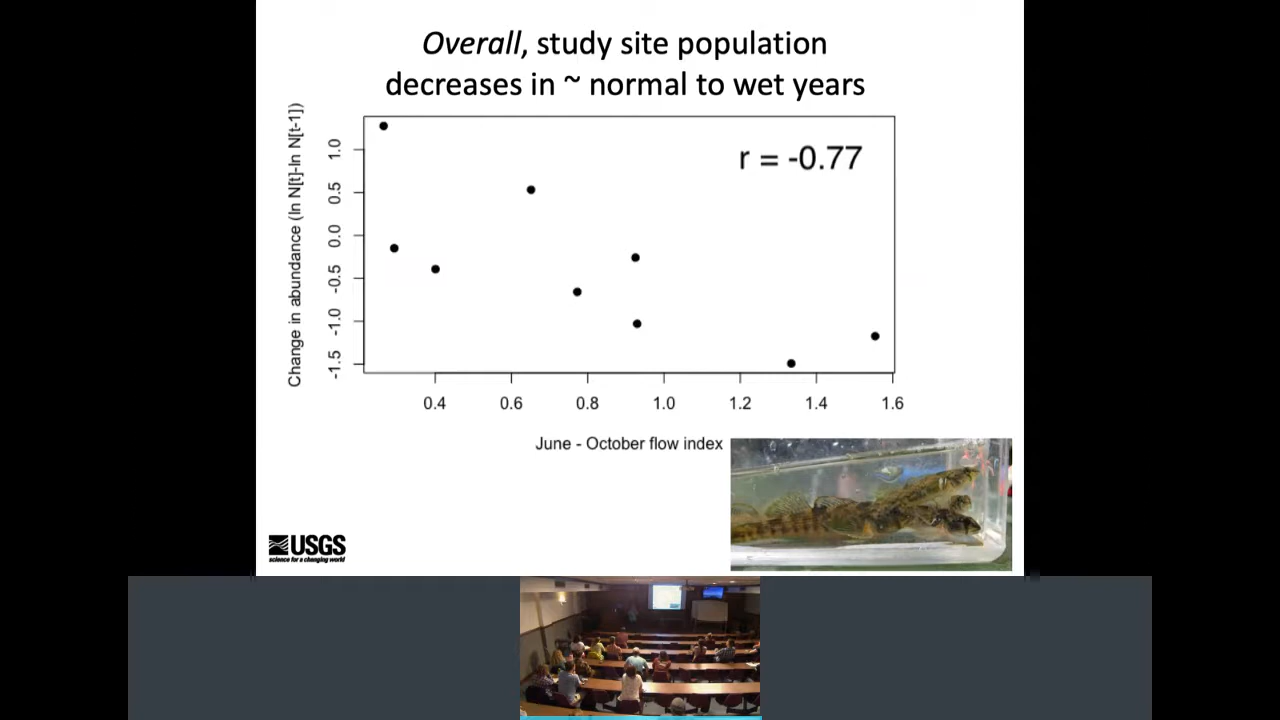 Overall, study site population
decreases in ~ normal to wet years
Change in abundance (ln N[t]-ln N[t-1])
1.0
0.5
0.0
-0.5
-1.0
-1.5
r = -0.77
0.4 0.6 0.8 1.0 1.2 1.4 1.6
June - October flow index
USGS
science for a changing world